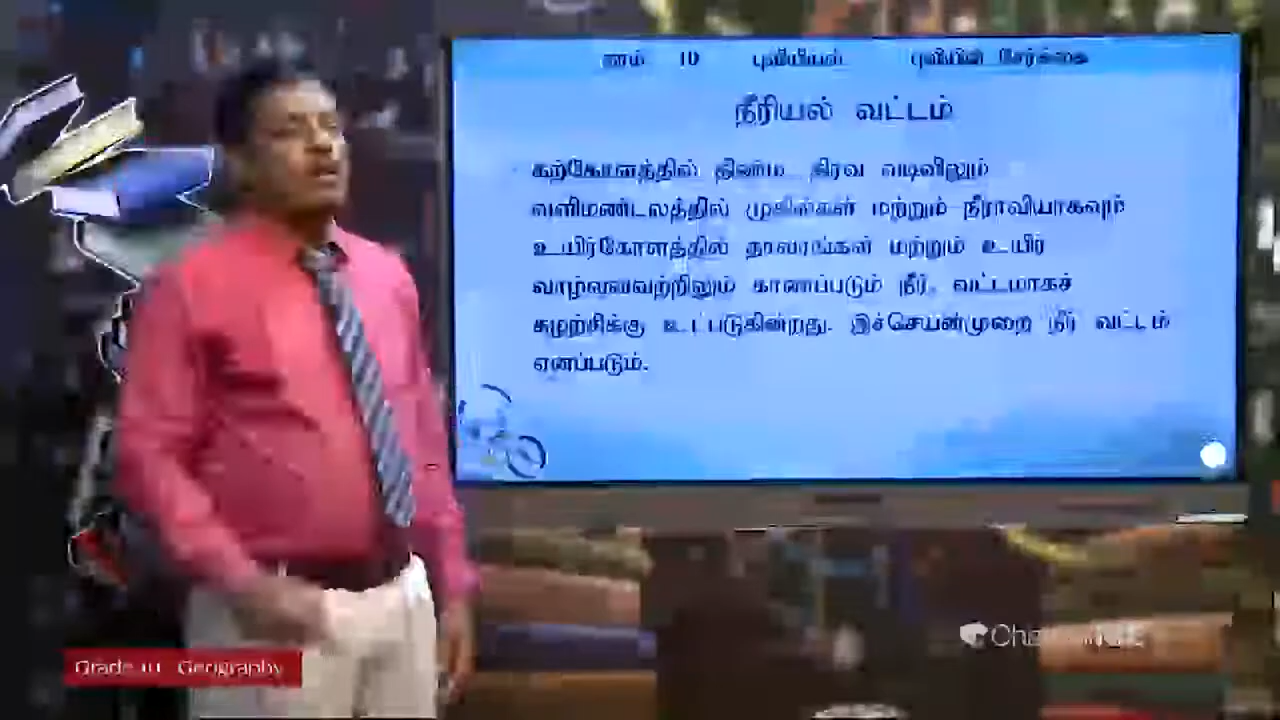 10 புவியியல் புவியின் சேர்க்கை
நீரியல் வட்டம்
கற்கோளத்தில் திண்ம திரவ வடிவிலும்
வளிமண்டலத்தில் முகில்கள் மற்றும் நீராவியாகவும்
உயிர்கோளத்தில் தாவரங்கள் மற்றும் உயிர்
வாழ்வனவற்றிலும் காணப்படும் நீர், வட்டமாகச்
சுழற்சிக்கு உட்படுகின்றது. இச்செயன்முறை நீர் வட்டம்
எனப்படும்.
Grade 10 Geography